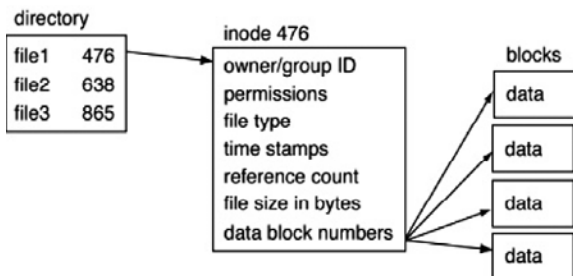 directory
file1 476
file2 638
file3 865
inode 476
owner/group ID
permissions
file type
time stamps
reference count
file size in bytes
data block numbers
blocks
data
data
data
data